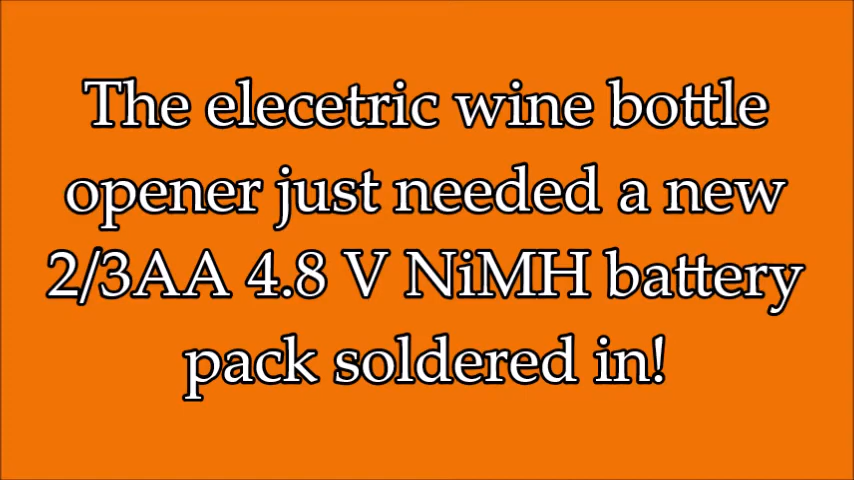 The elecetric wine bottle
opener just needed a new
2/3AA 4.8 V NiMH battery
pack soldered in!